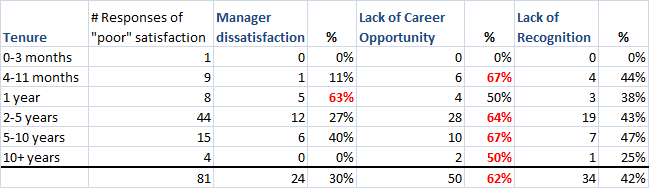 # Responses of Manager Lack of Career Lack of
Tenure "poor" satisfaction dissatisfaction % Opportunity % Recognition %
0-3 months 1 0 0% 0 0% 0 0%
4-11 months 9 1 11% 6 67% 4 44%
1 year 8 5 63% 4 50% 3 38%
2-5 years 44 12 27% 28 64% 19 43%
5-10 years 15 6 40% 10 67% 7 47%
10+ years 4 0 0% 2 50% 1 25%
81 24 30% 50 62% 34 42%